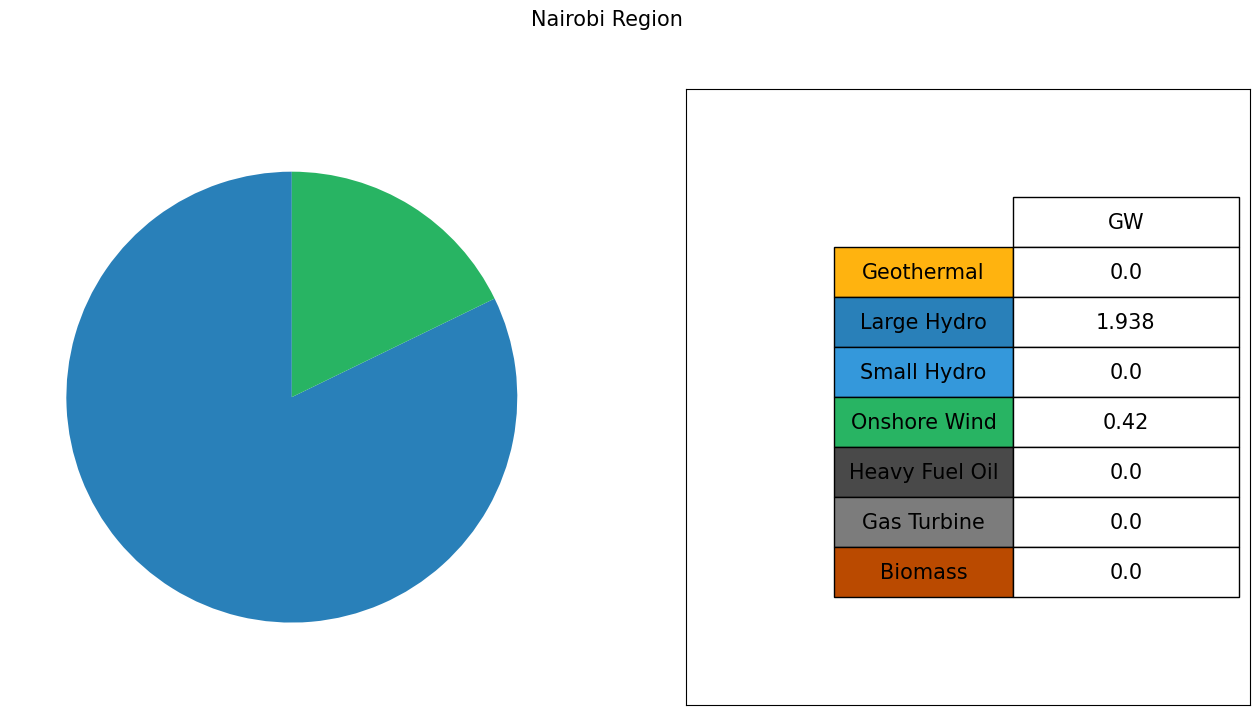 Nairobi Region
GW
Geothermal 0.0
Large Hydro 1.938
Small Hydro 0.0
Onshore Wind 0.42
Heavy Fuel Oil 0.0
Gas Turbine 0.0
Biomass 0.0